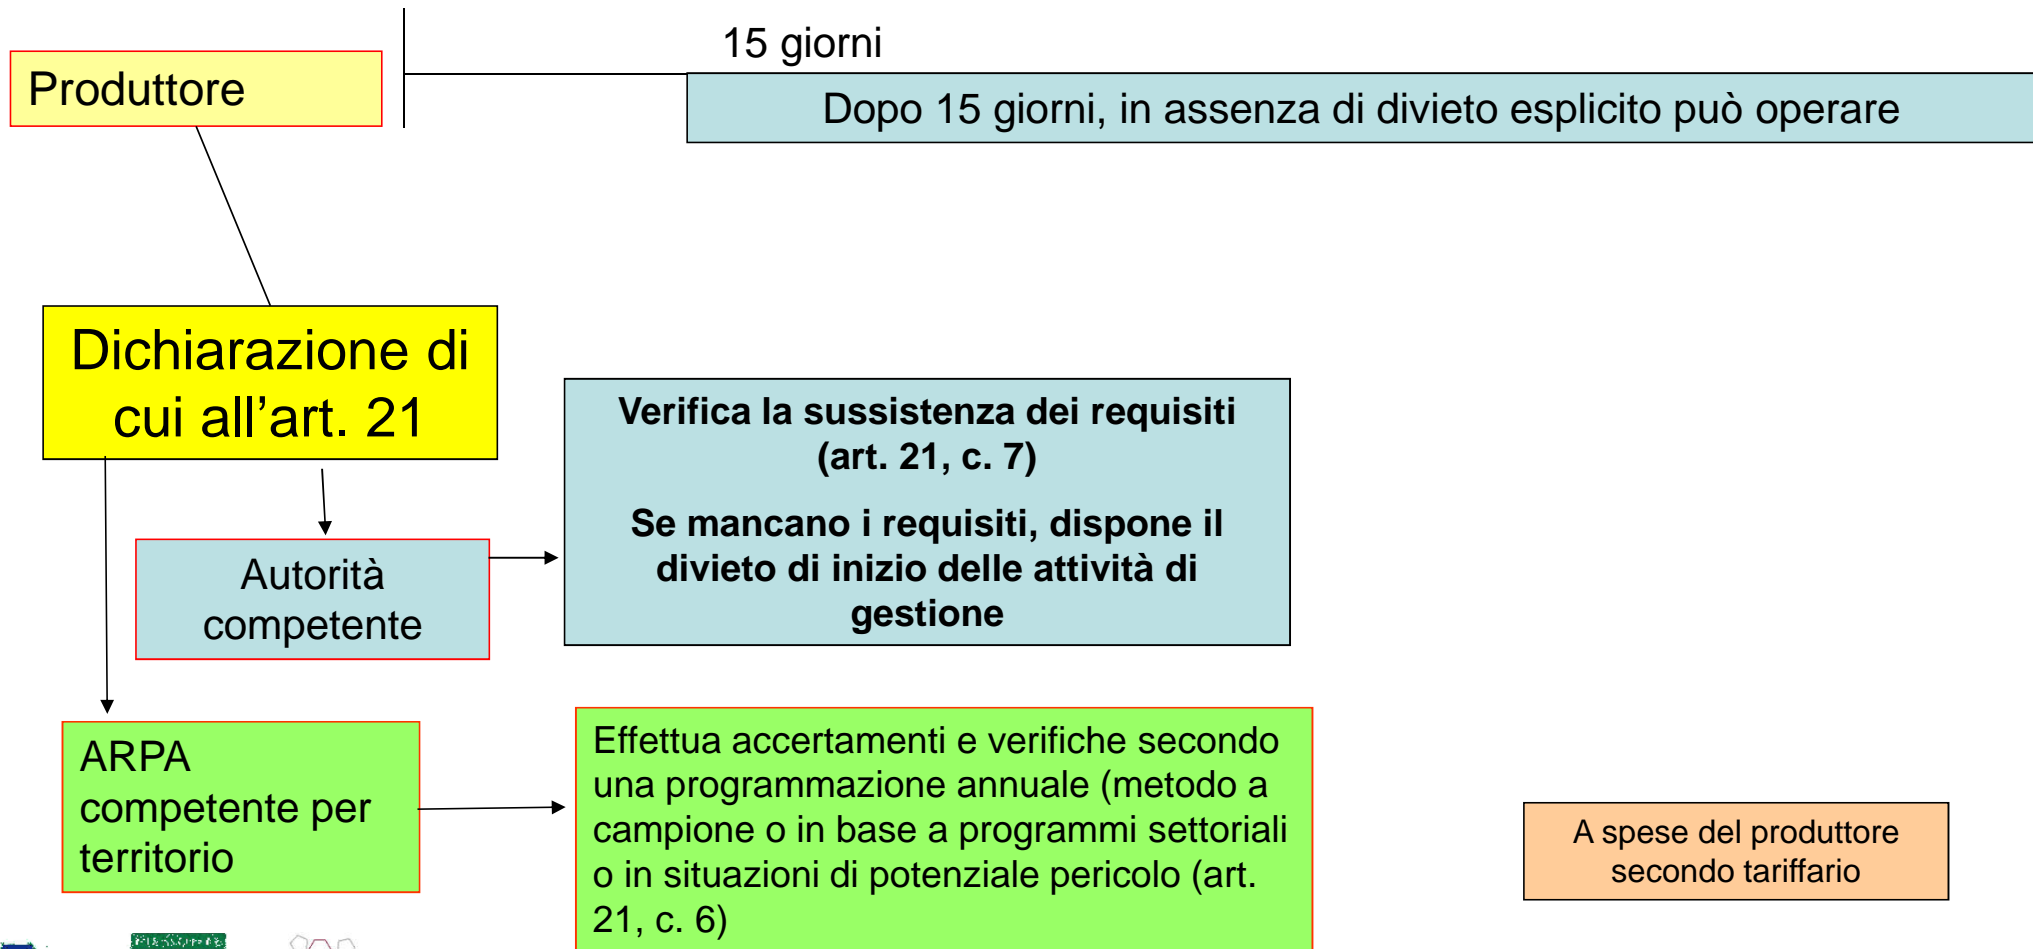 15 giorni
Produttore
Dopo 15 giorni, in assenza di divieto esplicito può operare
Dichiarazione di
cui all’art. 21
Verifica la sussistenza dei requisiti
(art. 21, c. 7)
Se mancano i requisiti, dispone il
divieto di inizio delle attività di
gestione
Autorità
competente
ARPA
competente per
territorio
Effettua accertamenti e verifiche secondo
una programmazione annuale (metodo a
campione o in base a programmi settoriali
o in situazioni di potenziale pericolo (art.
21, c. 6)
A spese del produttore
secondo tariffario